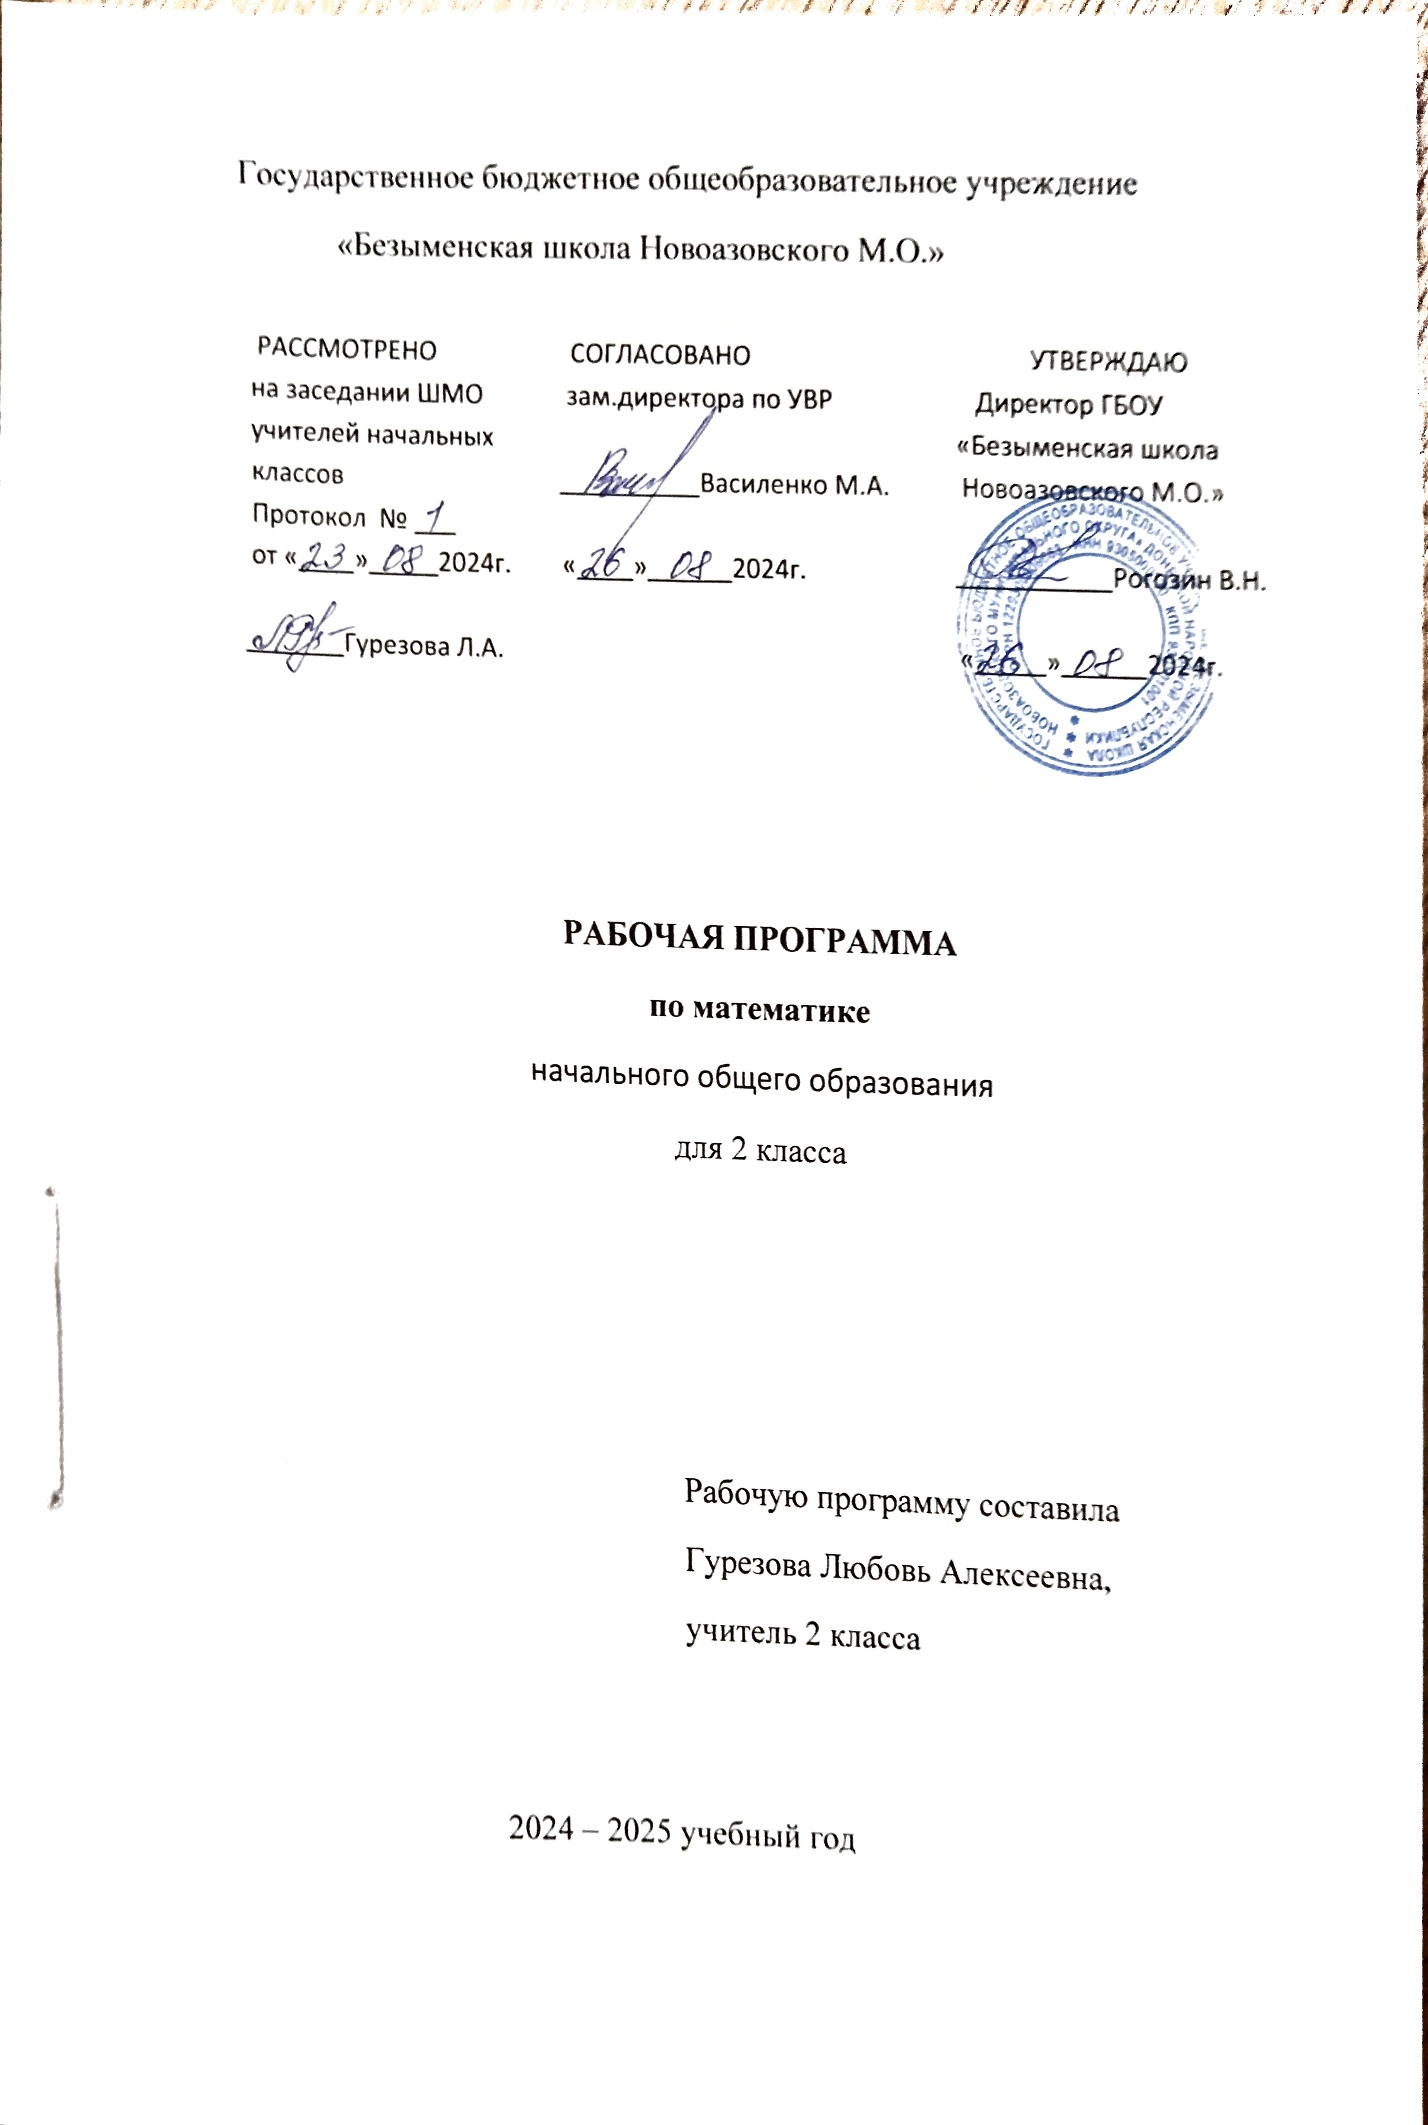 Государственное бюджетное общеобразовательное учреждение
«Безыменская школа Новоазовского М.О.»
РАССМОТРЕНО
на заседании ШМО
учителей начальных
классов
Протокол № 1
от «23» 08 2024г.
Гурезова Л.А.
СОГЛАСОВАНО
зам.директора по УВР
Василенко М.А.
«26» 08 2024г.
УТВЕРЖДАЮ
Директор ГБОУ
«Безыменская школа
Новоазовского М.О.»
Рогозин В.Н.
«26» 08 2024г.
РАБОЧАЯ ПРОГРАММА
по математике
начального общего образования
для 2 класса
Рабочую программу составила
Гурезова Любовь Алексеевна,
учитель 2 класса
2024 – 2025 учебный год